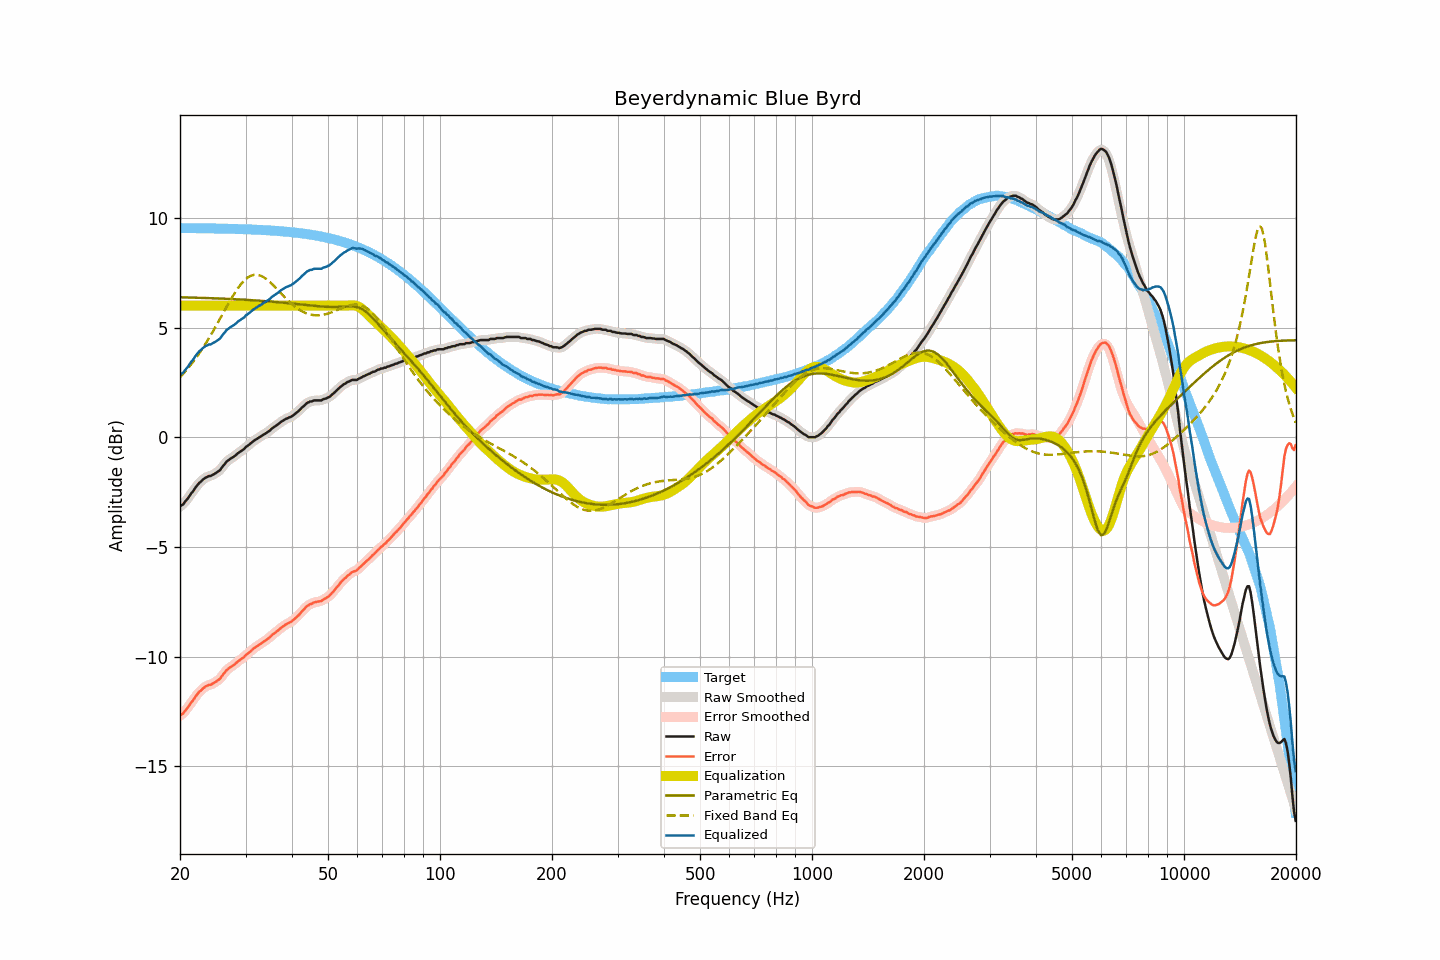 Beyerdynamic Blue Byrd
Amplitude (dBr)
10
5
0
−5
−10
−15
Target
Raw Smoothed
Error Smoothed
Raw
Error
Equalization
Parametric Eq
Fixed Band Eq
Equalized
20 50 100 200 500 1000 2000 5000 10000 20000
Frequency (Hz)